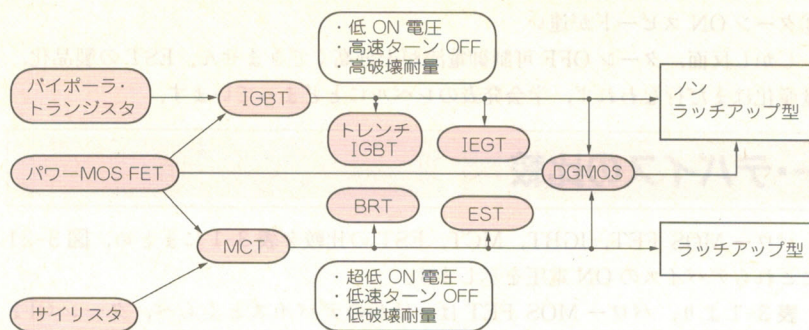 ・低 ON 電圧
・高速ターン OFF
・高破壊耐量
バイポーラ・
トランジスタ
IGBT
トレンチ
IGBT
IEGT
ノン
ラッチアップ型
パワーMOS FET
DGMOS
BRT
EST
MCT
ラッチアップ型
サイリスタ
・超低 ON 電圧
・低速ターン OFF
・低破壊耐量